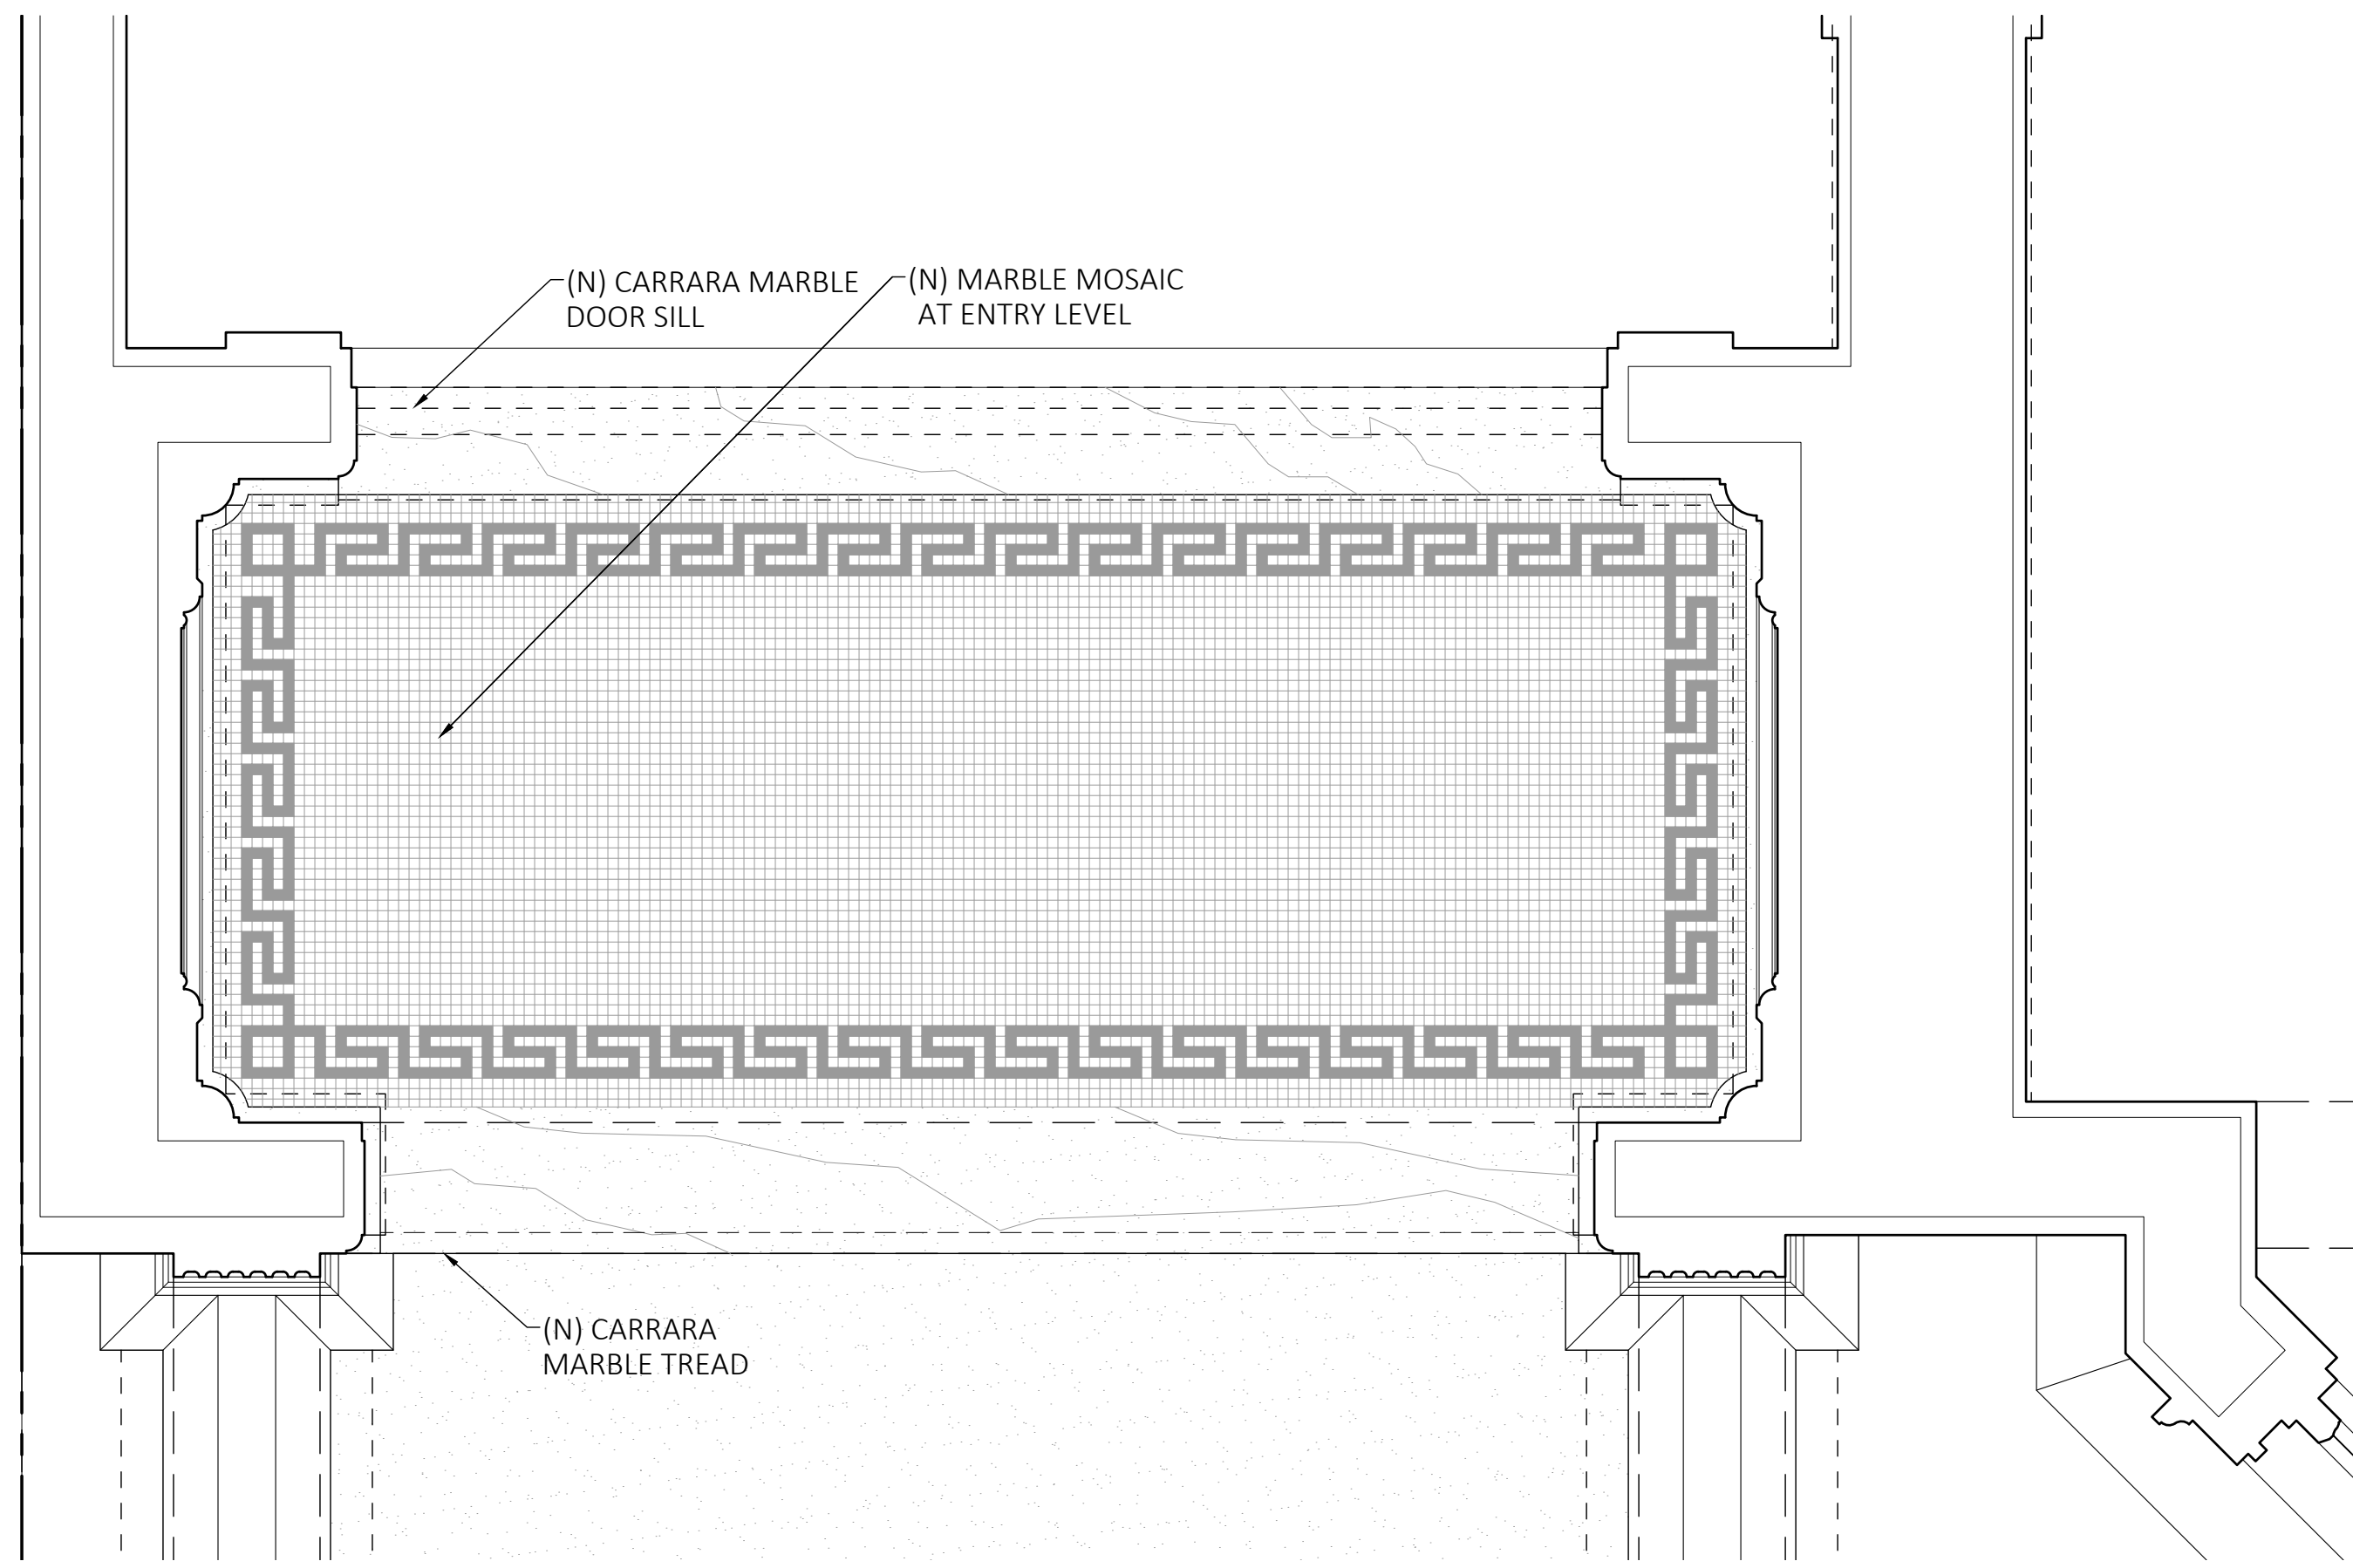 (N) CARRARA MARBLE
DOOR SILL
(N) MARBLE MOSAIC
AT ENTRY LEVEL
(N) CARRARA
MARBLE TREAD